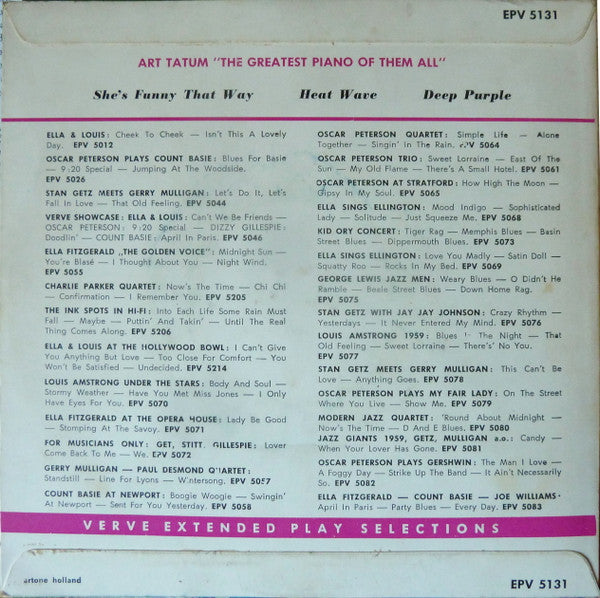 EPV 5131
ART TATUM "THE GREATEST PIANO OF THEM ALL"
She's Funny That Way Heat Wave Deep Purple
ELLA & LOUIS: Cheek To Cheek — Isn't This A Lovely
Day. EPV 5012
OSCAR PETERSON PLAYS COUNT BASIE: Blues For Basie
— 9:20 Special — Jumping At The Woodside.
EPV 5026
STAN GETZ MEETS GERRY MULLIGAN: Let's Do It, Let's
Fall In Love — That Old Feeling. EPV 5044
VERVE SHOWCASE: ELLA & LOUIS: Can't We Be Friends —
OSCAR PETERSON: 9:20 Special — DIZZY GILLESPIE:
Doodlin' — COUNT BASIE: April In Paris. EPV 5046
ELLA FITZGERALD „THE GOLDEN VOICE": Midnight Sun —
You're Blasé — I Thought About You — Night Wind.
EPV 5055
CHARLIE PARKER QUARTET: Now's The Time — Chi Chi
— Confirmation — I Remember You. EPV 5205
THE INK SPOTS IN HI-FI: Into Each Life Some Rain Must
Fall — Maybe — Puttin' And Takin' — Until The Real
Thing Comes Along. EPV 5206
ELLA & LOUIS AT THE HOLLYWOOD BOWL: I Can't Give
You Anything But Love — Too Close For Comfort — You
Won't Be Satisfied — Undecided. EPV 5214
LOUIS AMSTRONG UNDER THE STARS: Body And Soul —
Stormy Weather — Have You Met Miss Jones — I Only
Have Eyes For You. EPV 5070
ELLA FITZGERALD AT THE OPERA HOUSE: Lady Be Good
— Stomping At The Savoy. EPV 5071
FOR MUSICIANS ONLY: GET, STITT, GILLESPIE: Lover
Come Back To Me — We. EPV 5072
GERRY MULLIGAN — PAUL DESMOND QUARTET:
Standstill — Line For Lyons — Wintersong. EPV 5057
COUNT BASIE AT NEWPORT: Boogie Woogie — Swingin'
At Newport — Sent For You Yesterday. EPV 5058
OSCAR PETERSON QUARTET: Simple Life — Alone
Together — Singin' In The Rain. EPV 5064
OSCAR PETERSON TRIO: Sweet Lorraine — East Of The
Sun — My Old Flame — There's A Small Hotel. EPV 5061
OSCAR PETERSON AT STRATFORD: How High The Moon —
Gipsy In My Soul. EPV 5065
ELLA SINGS ELLINGTON: Mood Indigo — Sophisticated
Lady — Solitude — Just Squeeze Me. EPV 5068
KID ORY CONCERT: Tiger Rag — Memphis Blues — Basin
Street Blues — Dippermouth Blues. EPV 5073
ELLA SINGS ELLINGTON: Love You Madly — Satin Doll —
Squatty Roo — Rocks In My Bed. EPV 5069
GEORGE LEWIS JAZZ MEN: Weary Blues — O Didn't He
Ramble — Beele Street Blues — Down Home Rag.
EPV 5075
STAN GETZ WITH JAY JAY JOHNSON: Crazy Rhythm —
Yesterdays — It Never Entered My Mind. EPV 5076
LOUIS AMSTRONG 1959: Blues In The Night — That
Old Feeling — Sweet Lorraine — There's' No You.
EPV 5077
STAN GETZ MEETS GERRY MULLIGAN: This Can't Be
Love — Anything Goes. EPV 5078
OSCAR PETERSON PLAYS MY FAIR LADY: On The Street
Where You Live — Show Me. EPV 5079
MODERN JAZZ QUARTET: 'Round About Midnight —
Now's The Time — D And E Blues. EPV 5080
JAZZ GIANTS 1959, GETZ, MULLIGAN a.o.: Candy —
When Your Lover Has Gone. EPV 5081
OSCAR PETERSON PLAYS GERSHWIN: The Man I Love —
A Foggy Day — Strike Up The Band — It Ain't Necessarily
So. EPV 5082
ELLA FITZGERALD — COUNT BASIE — JOE WILLIAMS:
April In Paris — Party Blues — Every Day. EPV 5083
VERVE EXTENDED PLAY SELECTIONS
artone holland EPV 5131